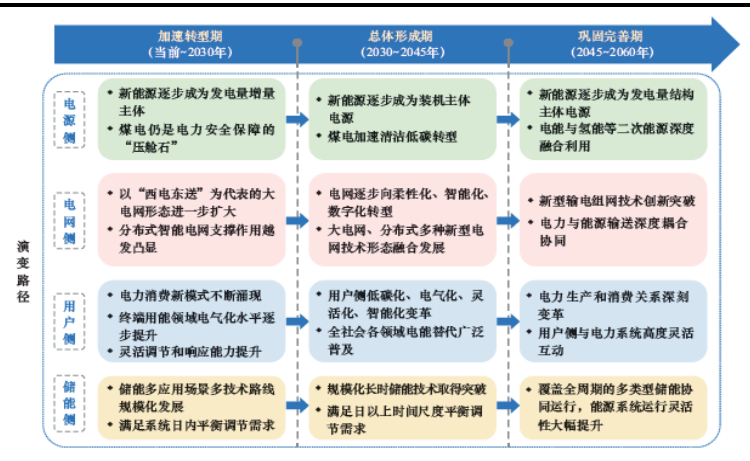 加速转型期
(当前~2030年)
总体形成期
(2030~2045年)
巩固完善期
(2045~2060年)
演变路径
电源侧
• 新能源逐步成为发电量增量
主体
• 煤电仍是电力安全保障的
“压舱石”
• 新能源逐步成为装机主体
电源
• 煤电加速清洁低碳转型
• 新能源逐步成为发电量结构
主体电源
• 电能与氢能等二次能源深度
融合利用
电网侧
• 以“西电东送”为代表的大
电网形态进一步扩大
• 分布式智能电网支撑作用越
发凸显
• 电网逐步向柔性化、智能化、
数字化转型
• 大电网、分布式多种新型电
网技术形态融合发展
• 新型输电组网技术创新突破
• 电力与能源输送深度耦合
协同
用户侧
• 电力消费新模式不断涌现
• 终端用能领域电气化水平逐
步提升
• 灵活调节和响应能力提升
• 用户侧低碳化、电气化、灵
活化、智能化变革
• 全社会各领域电能替代广泛
普及
• 电力生产和消费关系深刻
变革
• 用户侧与电力系统高度灵活
互动
储能侧
• 储能多应用场景多技术路线
规模化发展
• 满足系统日内平衡调节需求
• 规模化长时储能技术取得突破
• 满足日以上时间尺度平衡调
节需求
• 覆盖全周期的多类型储能协
同运行，能源系统运行灵活
性大幅提升